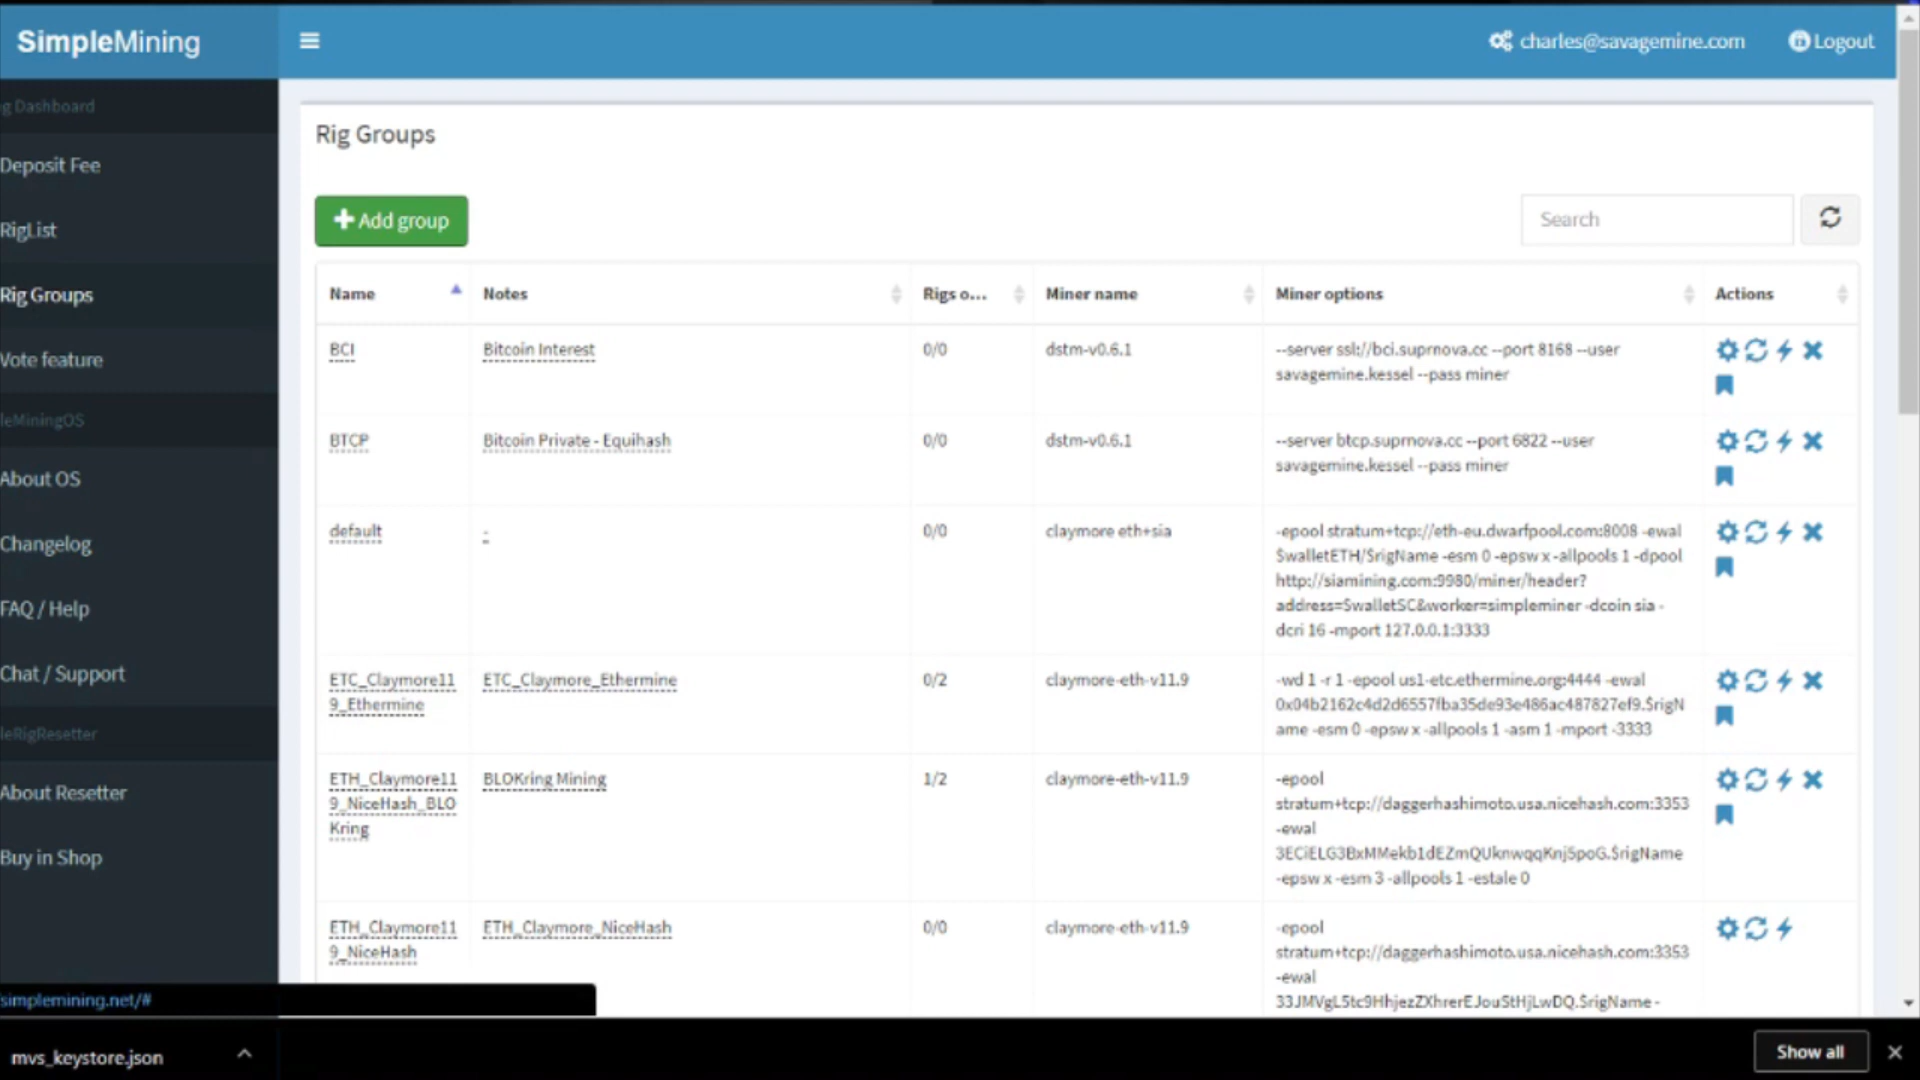 SimpleMining
charles@savagemine.com
Logout
g Dashboard
Deposit Fee
RigList
Rig Groups
Vote feature
leMiningOS
About OS
Changelog
FAQ / Help
Chat / Support
leRigResetter
About Resetter
Buy in Shop
Rig Groups
Add group
Search
Name Notes Rigs o... Miner name Miner options Actions
BCI Bitcoin Interest 0/0 dstm-v0.6.1 --server ssl://bci.suprnova.cc --port 8168 --user
savagemine.kessel --pass miner
BTCP Bitcoin Private - Equihash 0/0 dstm-v0.6.1 --server btcp.suprnova.cc --port 6822 --user
savagemine.kessel --pass miner
default - 0/0 claymore eth+sia -epool stratum+tcp://eth-eu.dwarfpool.com:8008 -ewal
$walletETH/$rigName -esm 0 -epsw x -allpools 1 -dpool
http://siamining.com:9980/miner/header?
address=$walletSC&worker=simpleminer -dcoin sia -
dcri 16 -mport 127.0.0.1:3333
ETC_Claymore11 ETC_Claymore_Ethermine 0/2 claymore-eth-v11.9 -wd 1 -r 1 -epool us1-etc.ethermine.org:4444 -ewal
9_Ethermine 0x04b2162c4d2d6557fba35de93e486ac487827ef9.$rigN
ame -esm 0 -epsw x -allpools 1 -asm 1 -mport -3333
ETH_Claymore11 BLOKring Mining 1/2 claymore-eth-v11.9 -epool
9_NiceHash_BLO stratum+tcp://daggerhashimoto.usa.nicehash.com:3353
Kring -ewal
3ECiELG3BxMMekb1dEZmQUknwqqKnj5poG.$rigName
-epsw x -esm 3 -allpools 1 -estale 0
ETH_Claymore11 ETH_Claymore_NiceHash 0/0 claymore-eth-v11.9 -epool
9_NiceHash stratum+tcp://daggerhashimoto.usa.nicehash.com:3353
-ewal
33JMVgL5tc9HhjezZXhrerEJouStHjLwDQ.$rigName -
simplemining.net/#
mvs_keystore.json
Show all